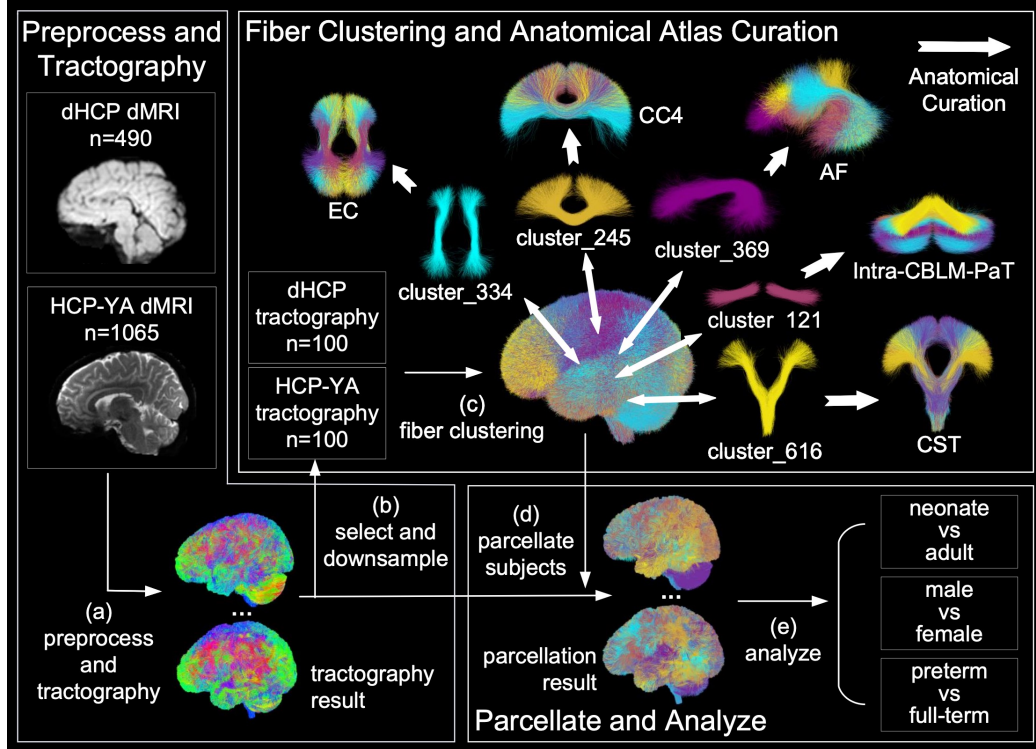 Preprocess and
Tractography
dHCP dMRI
n=490
HCP-YA dMRI
n=1065
(a)
preprocess
and
tractography
...
tractography
result
(b)
select and
downsample
Fiber Clustering and Anatomical Atlas Curation
Anatomical
Curation
EC
CC4
AF
cluster_334
cluster_245
cluster_369
Intra-CBLM-PaT
cluster_121
dHCP
tractography
n=100
HCP-YA
tractography
n=100
(c)
fiber clustering
cluster_616
CST
(d)
parcellate
subjects
...
parcellation
result
(e)
analyze
neonate
vs
adult
male
vs
female
preterm
vs
full-term
Parcellate and Analyze